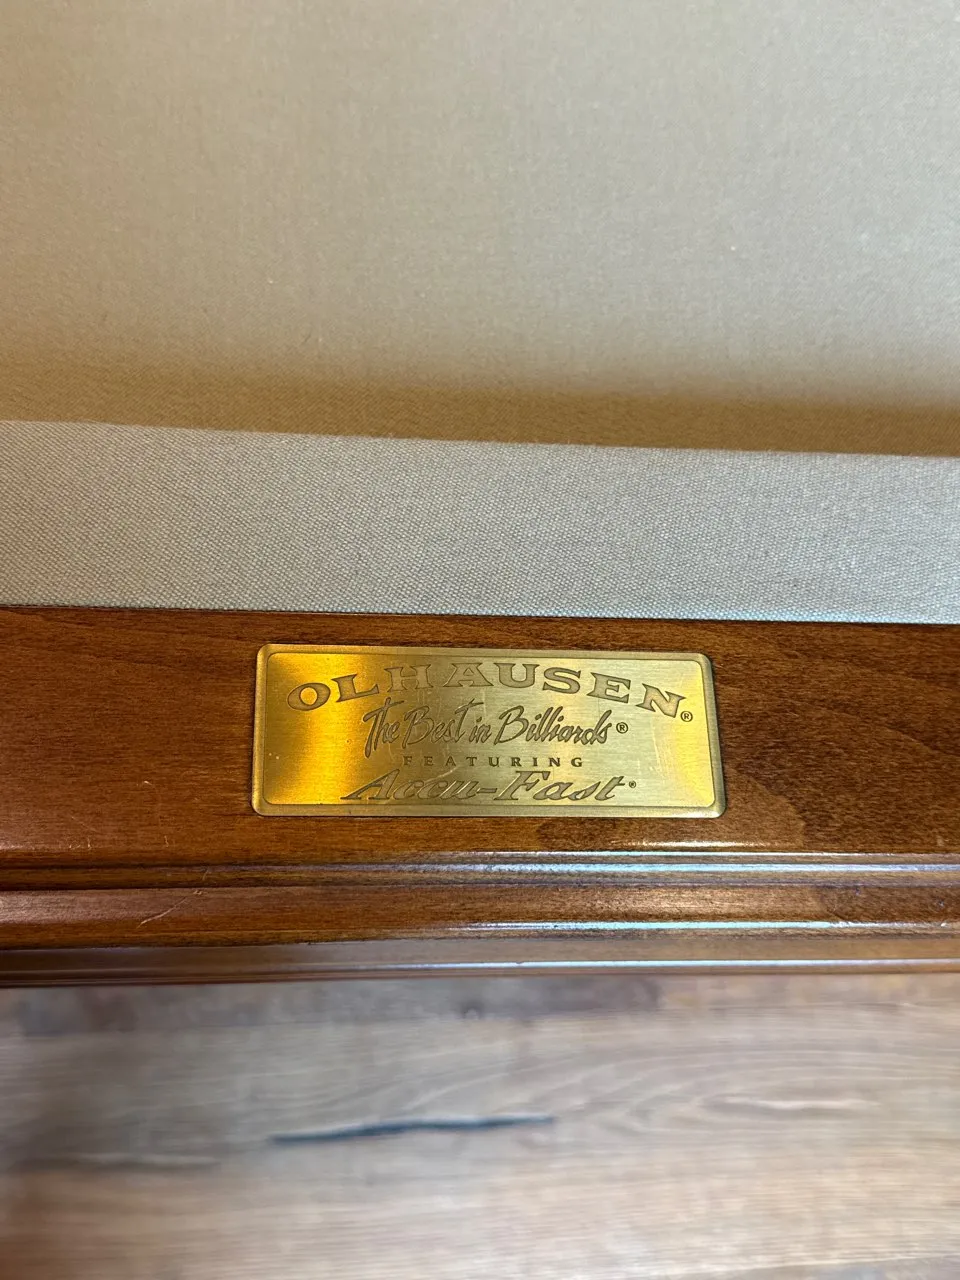 OLHAUSEN®
The Best in Billiards®
FEATURING
Accu-Fast®